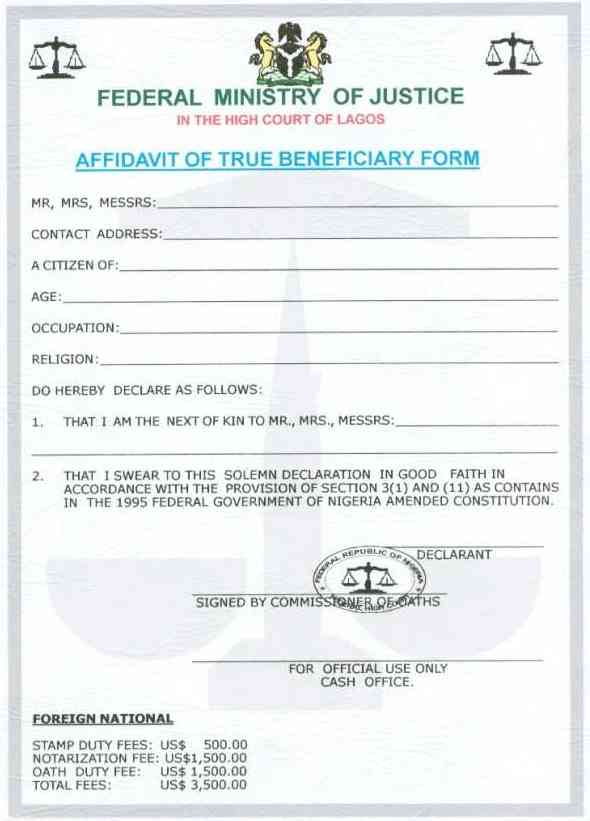 FEDERAL MINISTRY OF JUSTICE
IN THE HIGH COURT OF LAGOS
AFFIDAVIT OF TRUE BENEFICIARY FORM
MR, MRS, MESSRS:
CONTACT ADDRESS:
A CITIZEN OF:
AGE:
OCCUPATION:
RELIGION:
DO HEREBY DECLARE AS FOLLOWS:
1. THAT I AM THE NEXT OF KIN TO MR., MRS., MESSRS:
2. THAT I SWEAR TO THIS SOLEMN DECLARATION IN GOOD FAITH IN
ACCORDANCE WITH THE PROVISION OF SECTION 3(1) AND (11) AS CONTAINS
IN THE 1995 FEDERAL GOVERNMENT OF NIGERIA AMENDED CONSTITUTION.
DECLARANT
FEDERAL REPUBLIC OF NIGERIA
HIGH COURT
SIGNED BY COMMISSIONER OF OATHS
FOR OFFICIAL USE ONLY
CASH OFFICE.
FOREIGN NATIONAL
STAMP DUTY FEES: US$ 500.00
NOTARIZATION FEE: US$1,500.00
OATH DUTY FEE: US$ 1,500.00
TOTAL FEES: US$ 3,500.00